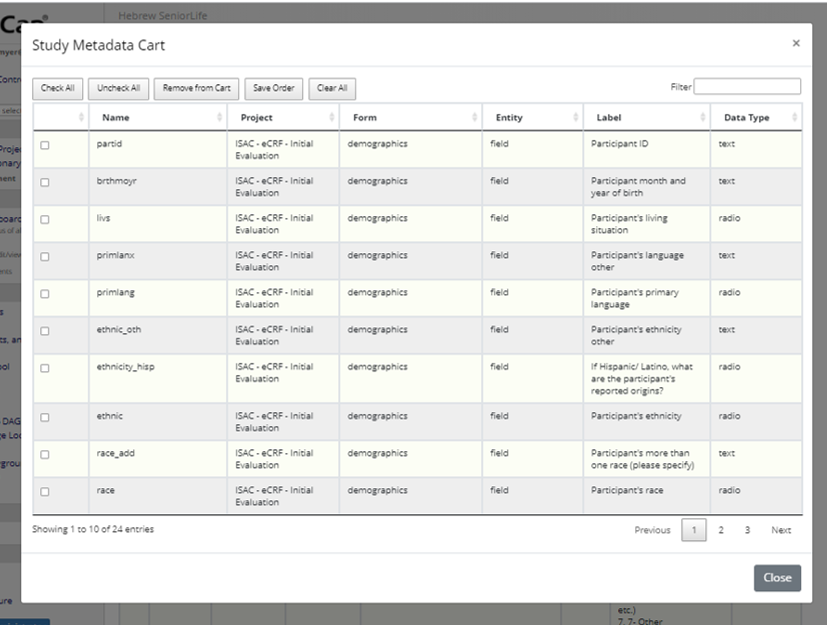 Hebrew SeniorLife
Study Metadata Cart
×
Check All Uncheck All Remove from Cart Save Order Clear All Filter
Name Project Form Entity Label Data Type
partid ISAC - eCRF - Initial Evaluation demographics field Participant ID text
brthmoyr ISAC - eCRF - Initial Evaluation demographics field Participant month and year of birth text
livs ISAC - eCRF - Initial Evaluation demographics field Participant's living situation radio
primlanx ISAC - eCRF - Initial Evaluation demographics field Participant's language other text
primlang ISAC - eCRF - Initial Evaluation demographics field Participant's primary language radio
ethnic_oth ISAC - eCRF - Initial Evaluation demographics field Participant's ethnicity other text
ethnicity_hisp ISAC - eCRF - Initial Evaluation demographics field If Hispanic/ Latino, what are the participant's reported origins? radio
ethnic ISAC - eCRF - Initial Evaluation demographics field Participant's ethnicity radio
race_add ISAC - eCRF - Initial Evaluation demographics field Participant's more than one race (please specify) text
race ISAC - eCRF - Initial Evaluation demographics field Participant's race radio
Showing 1 to 10 of 24 entries
Previous 1 2 3 Next
Close
etc.)
7, 7- Other